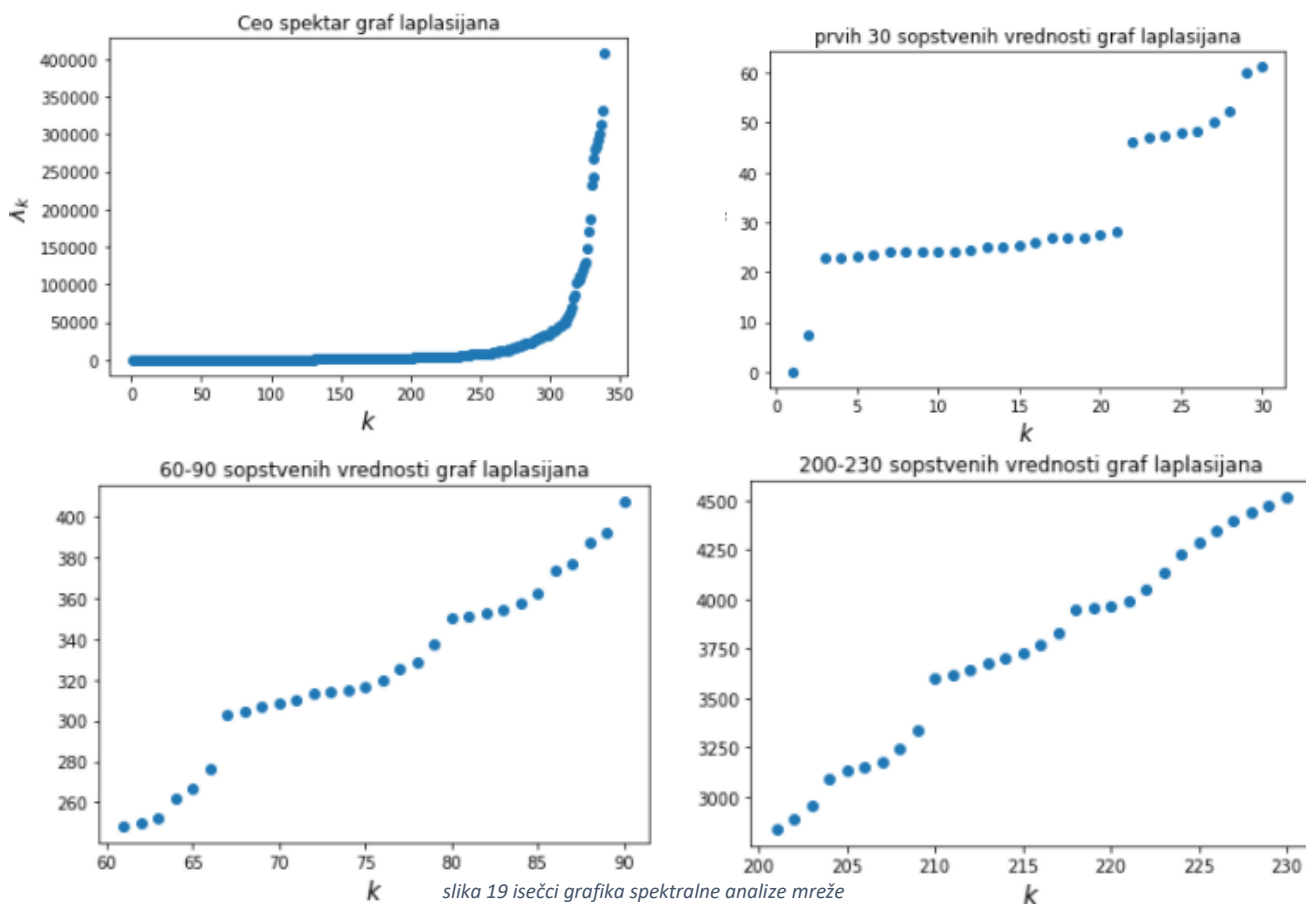 Ceo spektar graf laplasijana
400000
350000
300000
250000
200000
150000
100000
50000
0
λk
0 50 100 150 200 250 300 350
k
prvih 30 sopstvenih vrednosti graf laplasijana
60
50
40
30
20
10
0
0 5 10 15 20 25 30
k
60-90 sopstvenih vrednosti graf laplasijana
400
380
360
340
320
300
280
260
60 65 70 75 80 85 90
k
200-230 sopstvenih vrednosti graf laplasijana
4500
4250
4000
3750
3500
3250
3000
200 205 210 215 220 225 230
k
slika 19 isečci grafika spektralne analize mreže